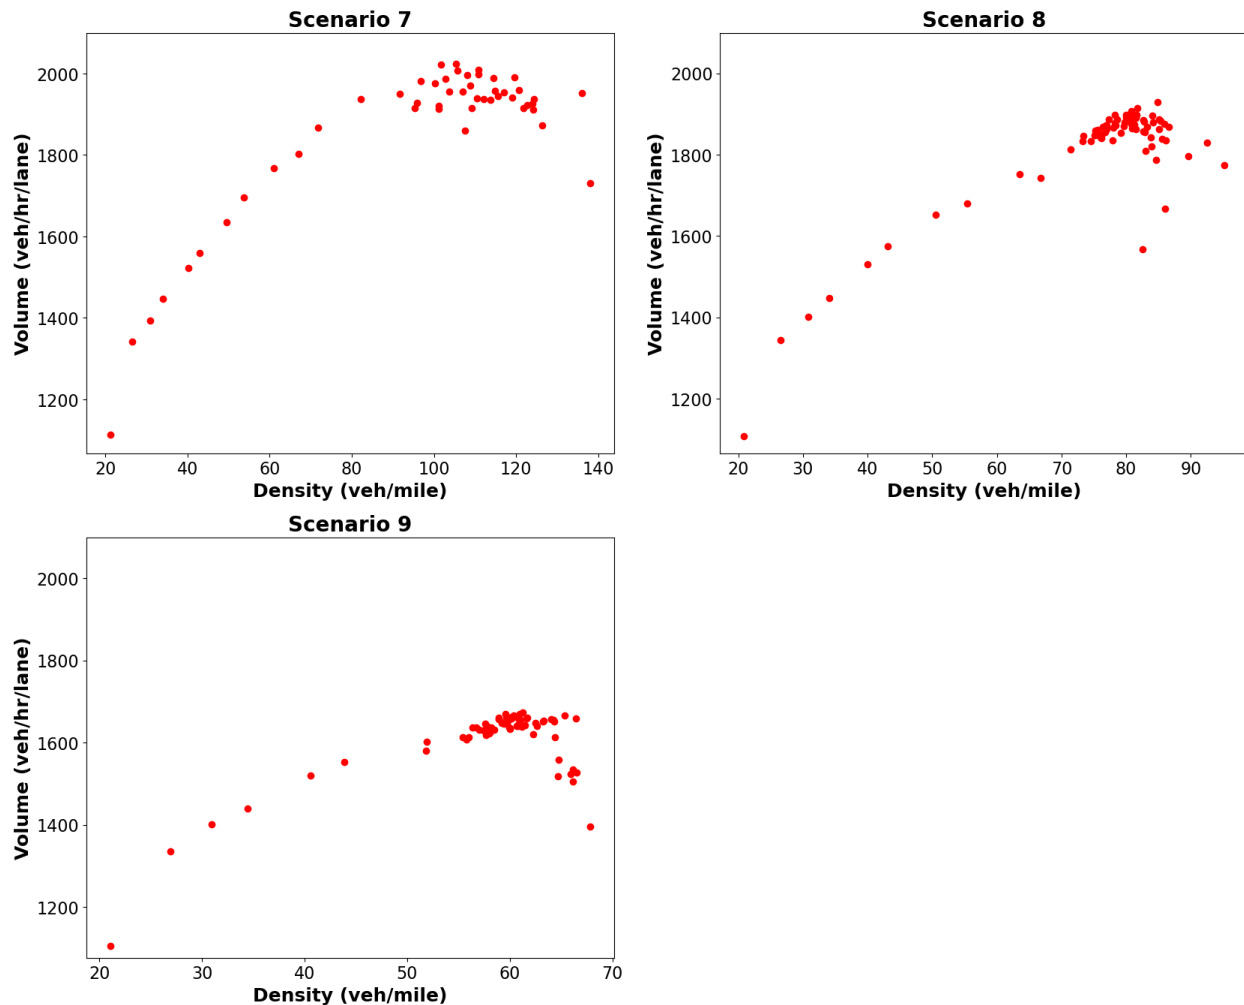 Scenario 7
2000
1800
1600
1400
1200
Volume (veh/hr/lane)
20 40 60 80 100 120 140
Density (veh/mile)
Scenario 8
2000
1800
1600
1400
1200
Volume (veh/hr/lane)
20 30 40 50 60 70 80 90
Density (veh/mile)
Scenario 9
2000
1800
1600
1400
1200
Volume (veh/hr/lane)
20 30 40 50 60 70
Density (veh/mile)